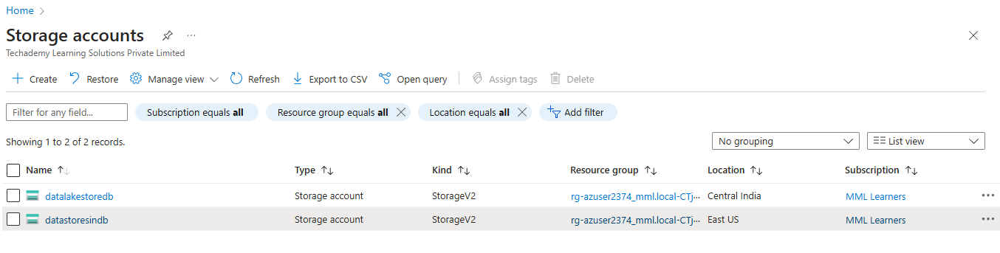 Home
Storage accounts
Techademy Learning Solutions Private Limited
Create Restore Manage view Refresh Export to CSV Open query Assign tags Delete
Filter for any field... Subscription equals all Resource group equals all Location equals all Add filter
Showing 1 to 2 of 2 records.
No grouping List view
Name Type Kind Resource group Location Subscription
datalakestoredb Storage account StorageV2 rg-azuser2374_mml.local-CTj... Central India MML Learners
datastoresindb Storage account StorageV2 rg-azuser2374_mml.local-CTj... East US MML Learners